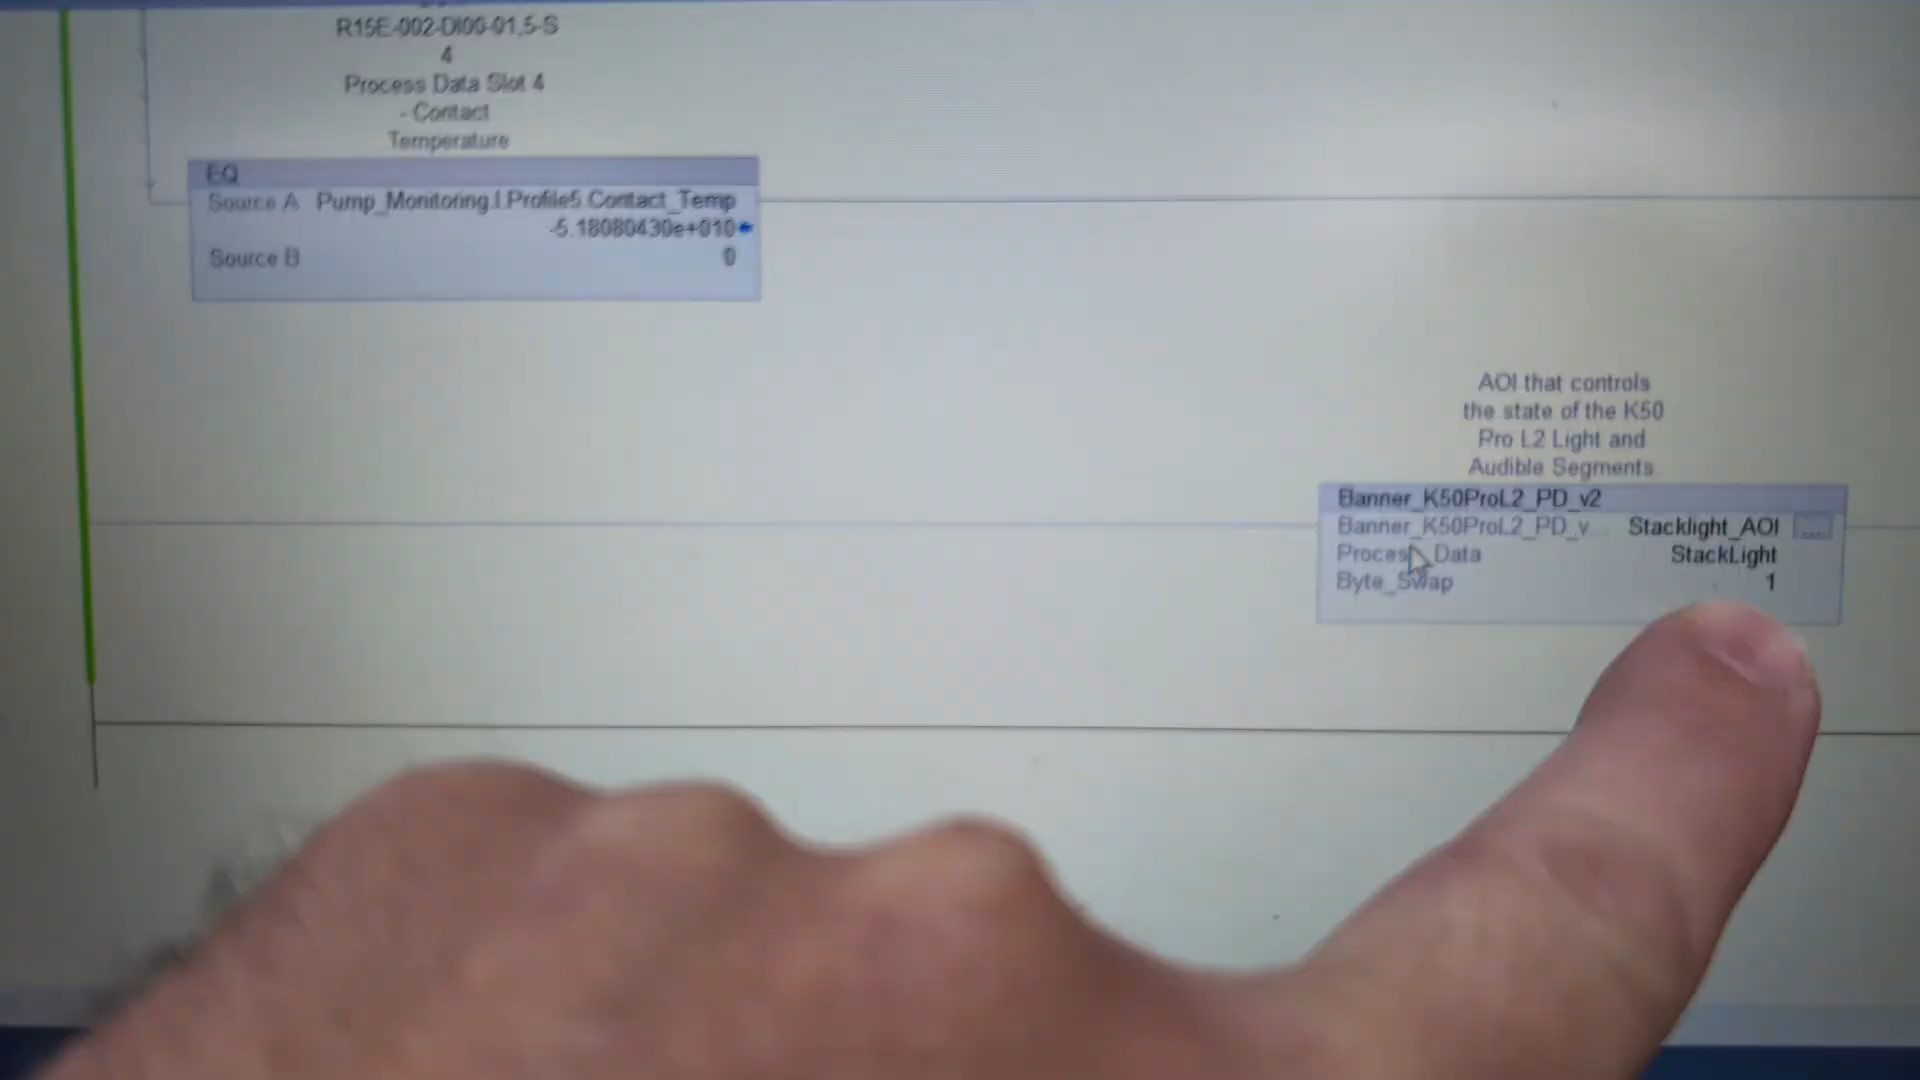 R15E-002-DI00-01.5-S
4
Process Data Slot 4
- Contact
Temperature
EQ
Source A Pump_Monitoring.I.Profile5.Contact_Temp
-5.18080430e+010
Source B 0
AOI that controls
the state of the K50
Pro L2 Light and
Audible Segments
Banner_K50ProL2_PD_v2
Banner_K50ProL2_PD_v... Stacklight_AOI ...
Process_Data StackLight
Byte_Swap 1